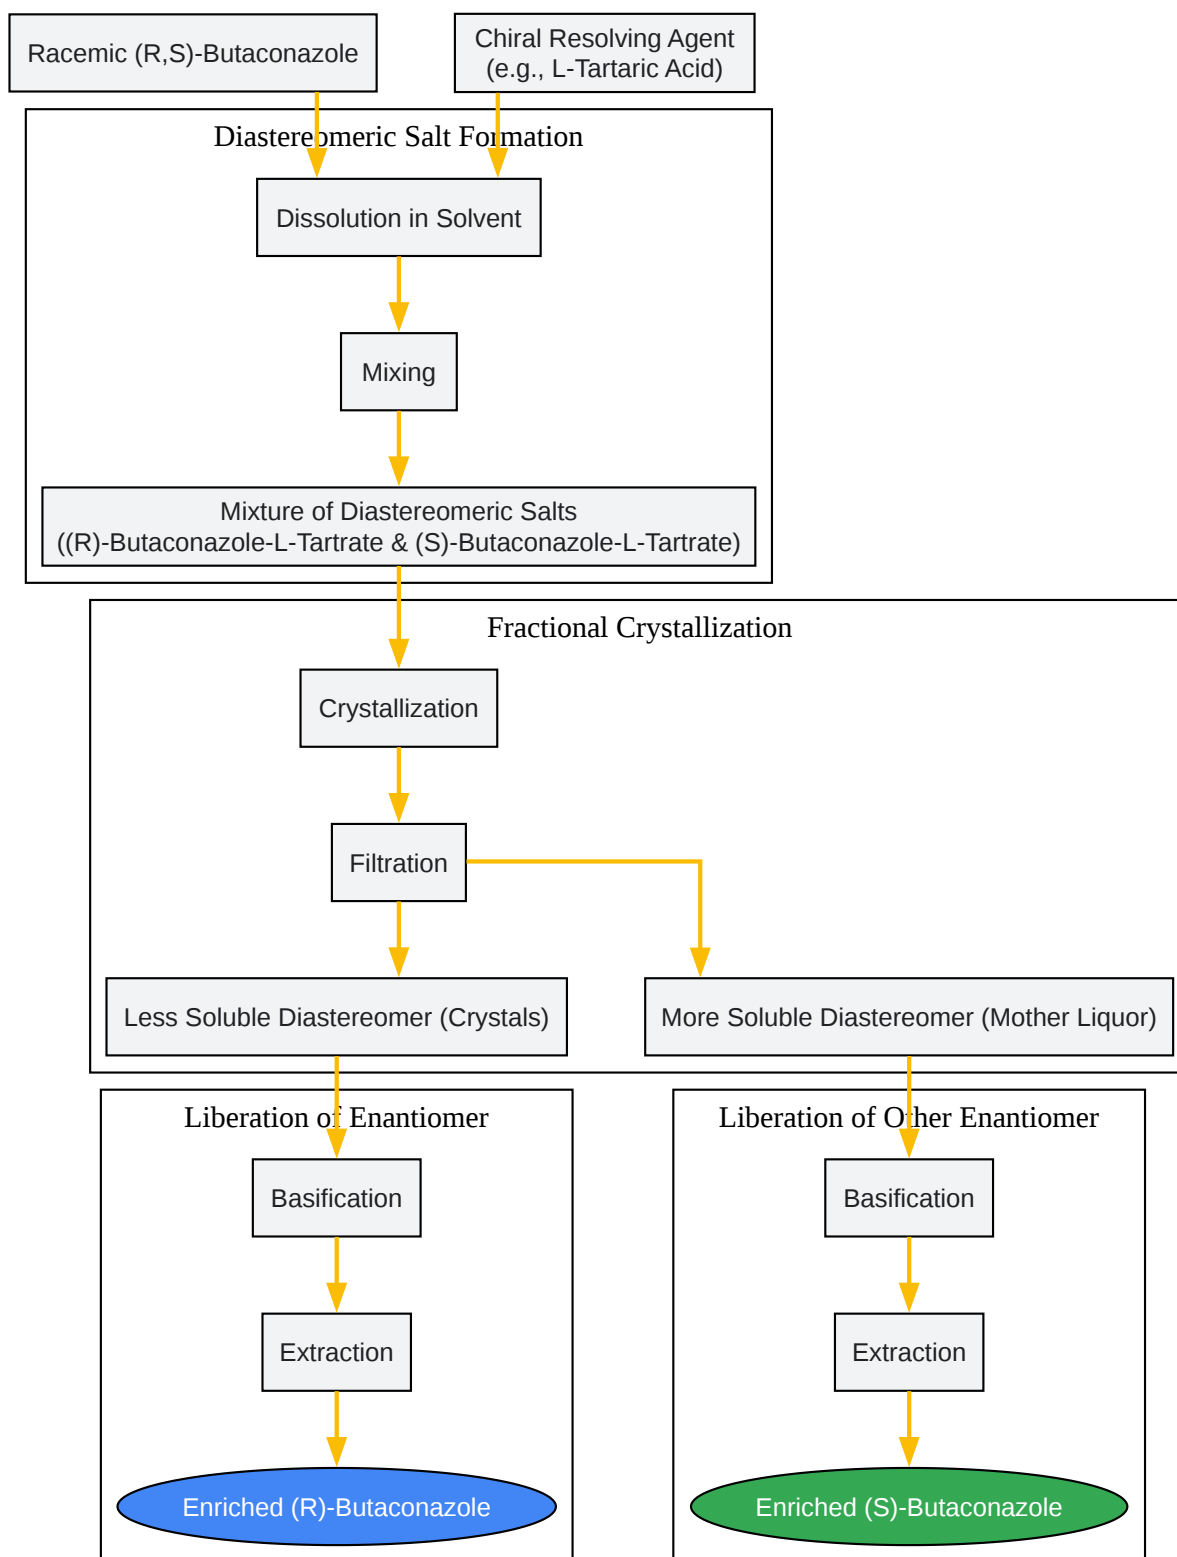 Racemic (R,S)-Butaconazole
Chiral Resolving Agent
(e.g., L-Tartaric Acid)
Diastereomeric Salt Formation
Dissolution in Solvent
Mixing
Mixture of Diastereomeric Salts
((R)-Butaconazole-L-Tartrate & (S)-Butaconazole-L-Tartrate)
Fractional Crystallization
Crystallization
Filtration
Less Soluble Diastereomer (Crystals)
More Soluble Diastereomer (Mother Liquor)
Liberation of Enantiomer
Basification
Extraction
Enriched (R)-Butaconazole
Liberation of Other Enantiomer
Basification
Extraction
Enriched (S)-Butaconazole